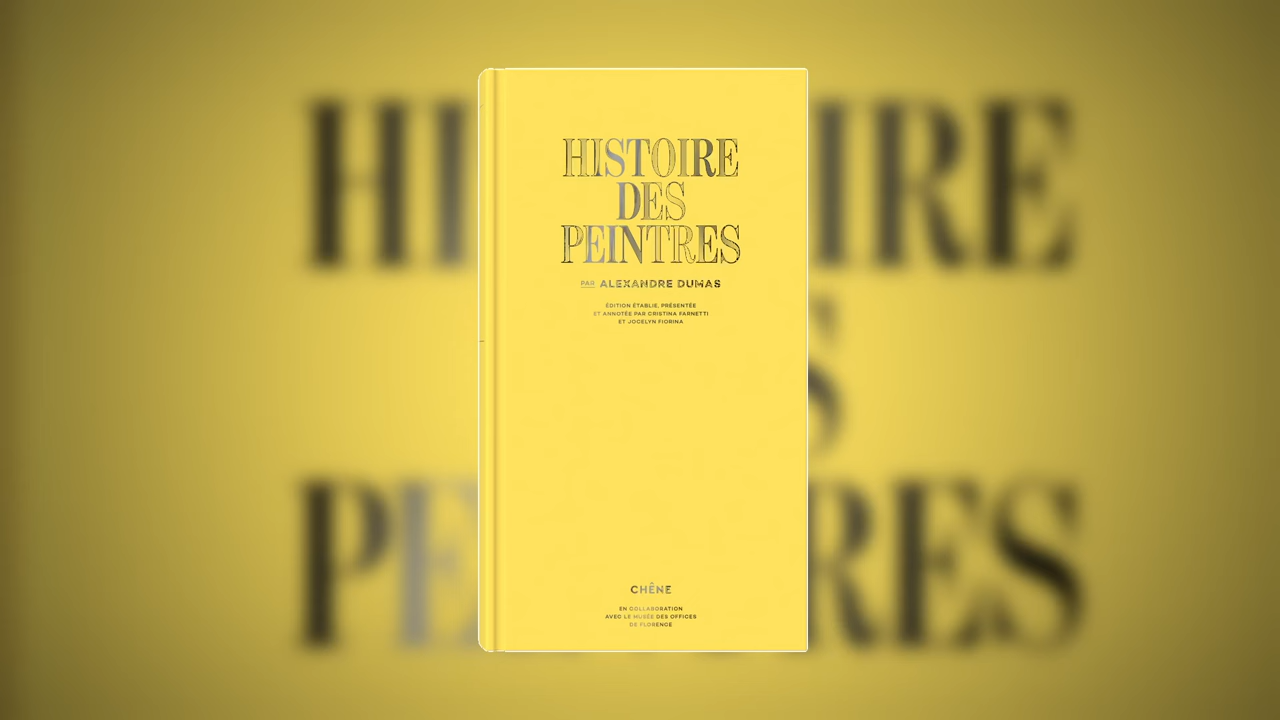 HISTOIRE
DES
PEINTRES
PAR ALEXANDRE DUMAS
ÉDITION ÉTABLIE, PRÉSENTÉE
ET ANNOTÉE PAR CRISTINA FARNETTI
ET JOCELYN FIORINA
CHÊNE
EN COLLABORATION
AVEC LE MUSÉE DES OFFICES
DE FLORENCE